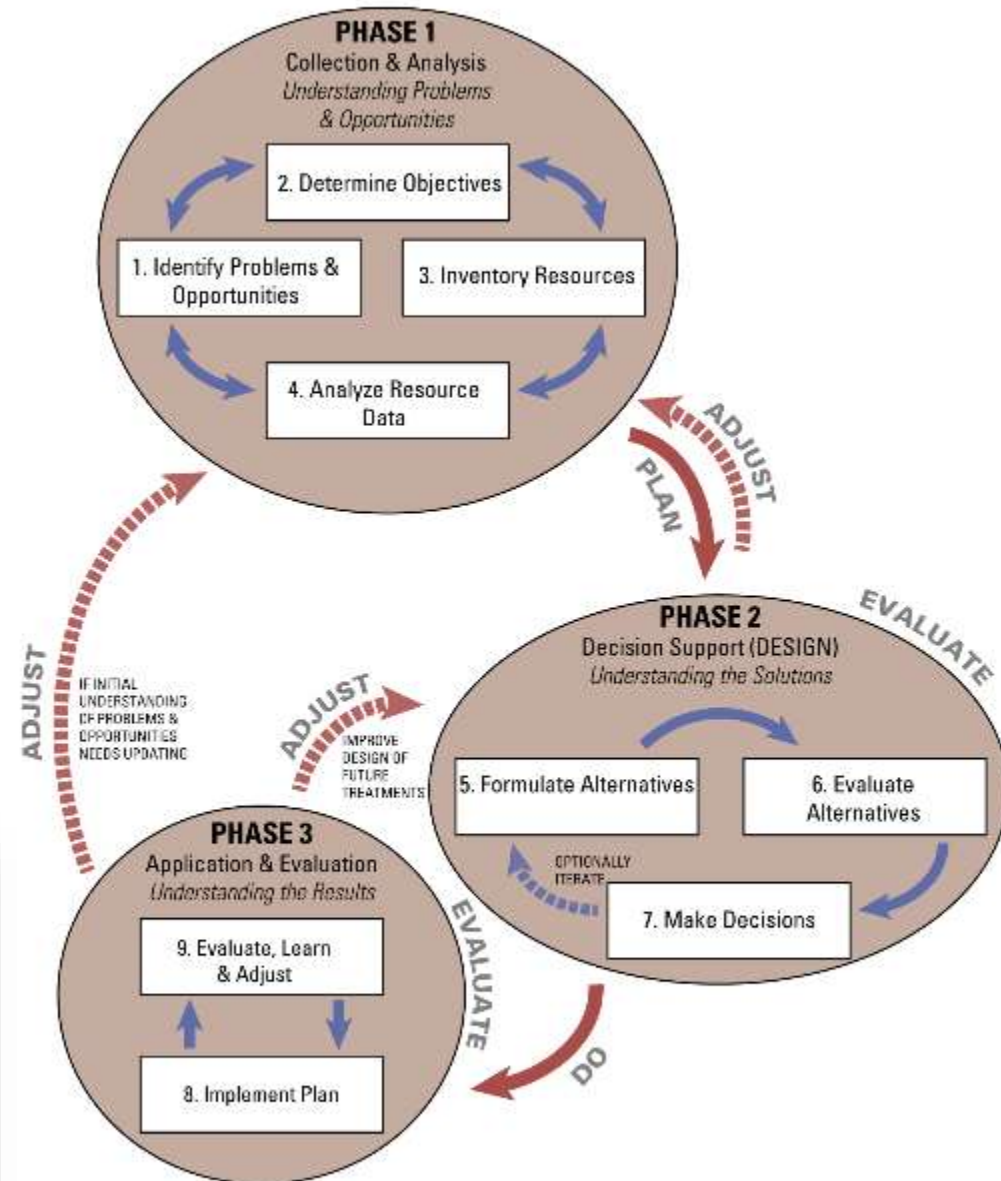 PHASE 1
Collection & Analysis
Understanding Problems
& Opportunities
2. Determine Objectives
1. Identify Problems &
Opportunities
3. Inventory Resources
4. Analyze Resource
Data
ADJUST
PLAN
EVALUATE
PHASE 2
Decision Support (DESIGN)
Understanding the Solutions
5. Formulate Alternatives
6. Evaluate
Alternatives
OPTIONALLY
ITERATE
7. Make Decisions
ADJUST
IF INITIAL
UNDERSTANDING
OF PROBLEMS &
OPPORTUNITIES
NEEDS UPDATING
ADJUST
IMPROVE
DESIGN OF
FUTURE
TREATMENTS
PHASE 3
Application & Evaluation
Understanding the Results
9. Evaluate, Learn
& Adjust
8. Implement Plan
EVALUATE
DO